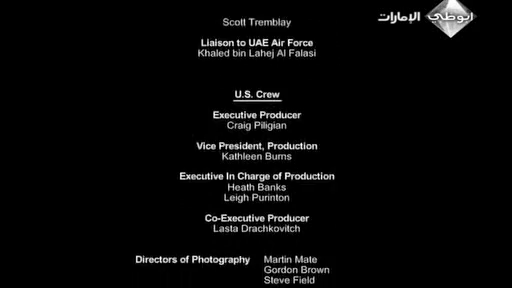 Scott Tremblay
أبوظبي الإمارات
Liaison to UAE Air Force
Khaled bin Lahej Al Falasi
U.S. Crew
Executive Producer
Craig Piligian
Vice President, Production
Kathleen Burns
Executive In Charge of Production
Heath Banks
Leigh Purinton
Co-Executive Producer
Lasta Drachkovitch
Directors of Photography Martin Mate
Gordon Brown
Steve Field